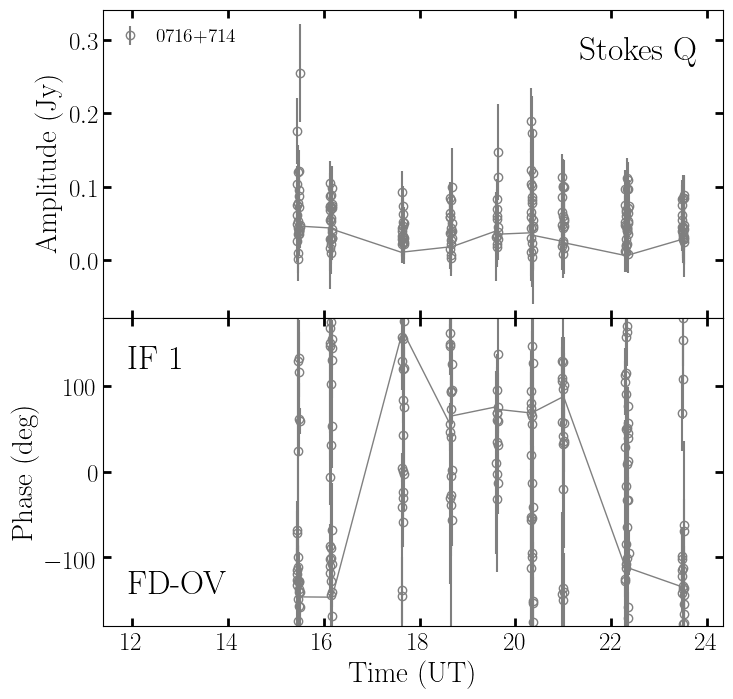 0716+714
Stokes Q
0.3
0.2
0.1
0.0
Amplitude (Jy)
IF 1
100
0
−100
Phase (deg)
FD-OV
12 14 16 18 20 22 24
Time (UT)